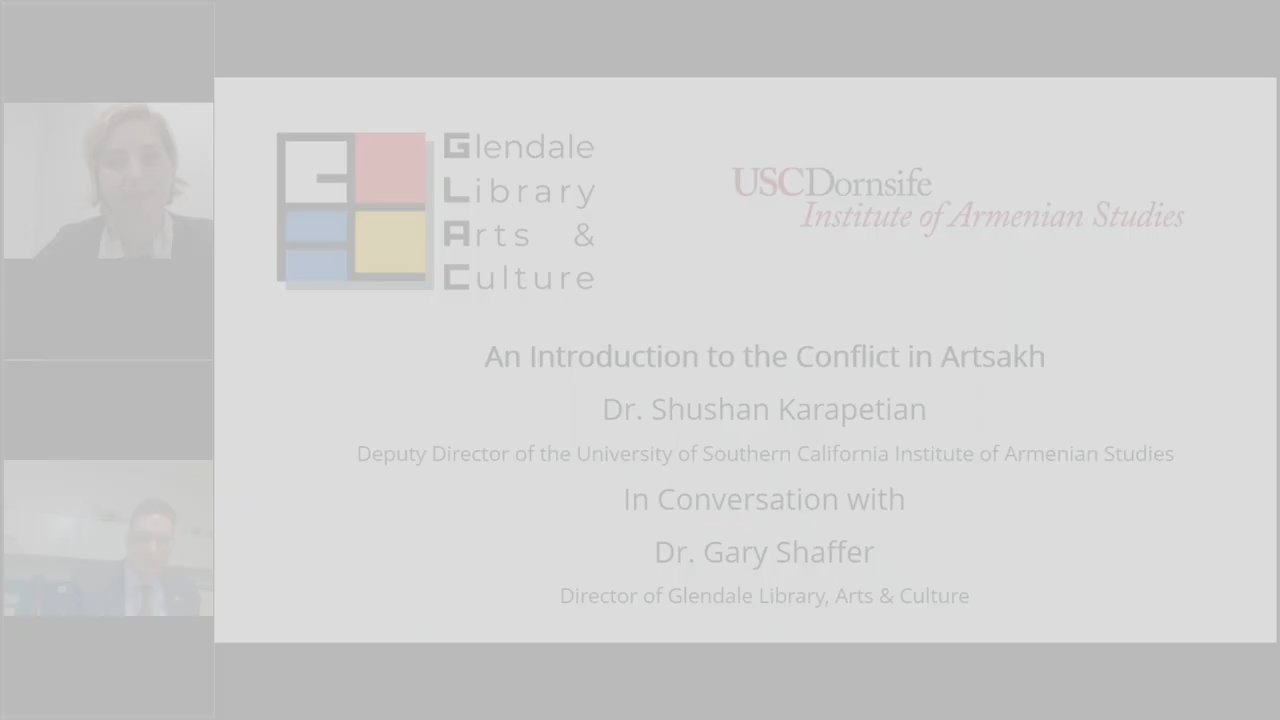 Glendale
Library
Arts &
Culture
USCDornsife
Institute of Armenian Studies
An Introduction to the Conflict in Artsakh
Dr. Shushan Karapetian
Deputy Director of the University of Southern California Institute of Armenian Studies
In Conversation with
Dr. Gary Shaffer
Director of Glendale Library, Arts & Culture